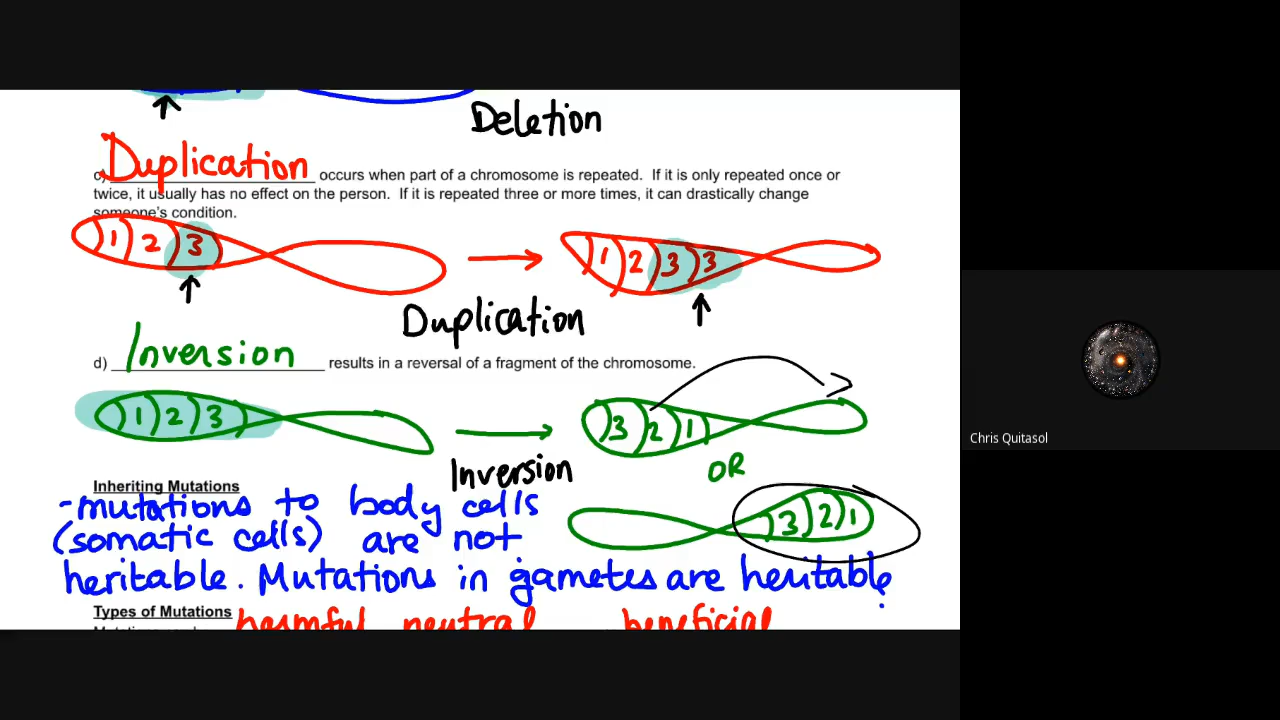 Deletion
c) Duplication occurs when part of a chromosome is repeated. If it is only repeated once or
twice, it usually has no effect on the person. If it is repeated three or more times, it can drastically change
someone's condition.
1 2 3
1 2 3 3
Duplication
d) Inversion results in a reversal of a fragment of the chromosome.
1 2 3
3 2 1
Inversion
OR
3 2 1
Inheriting Mutations
-mutations to body cells
(somatic cells) are not
heritable. Mutations in gametes are heritable
Types of Mutations
harmful neutral beneficial
Chris Quitasol